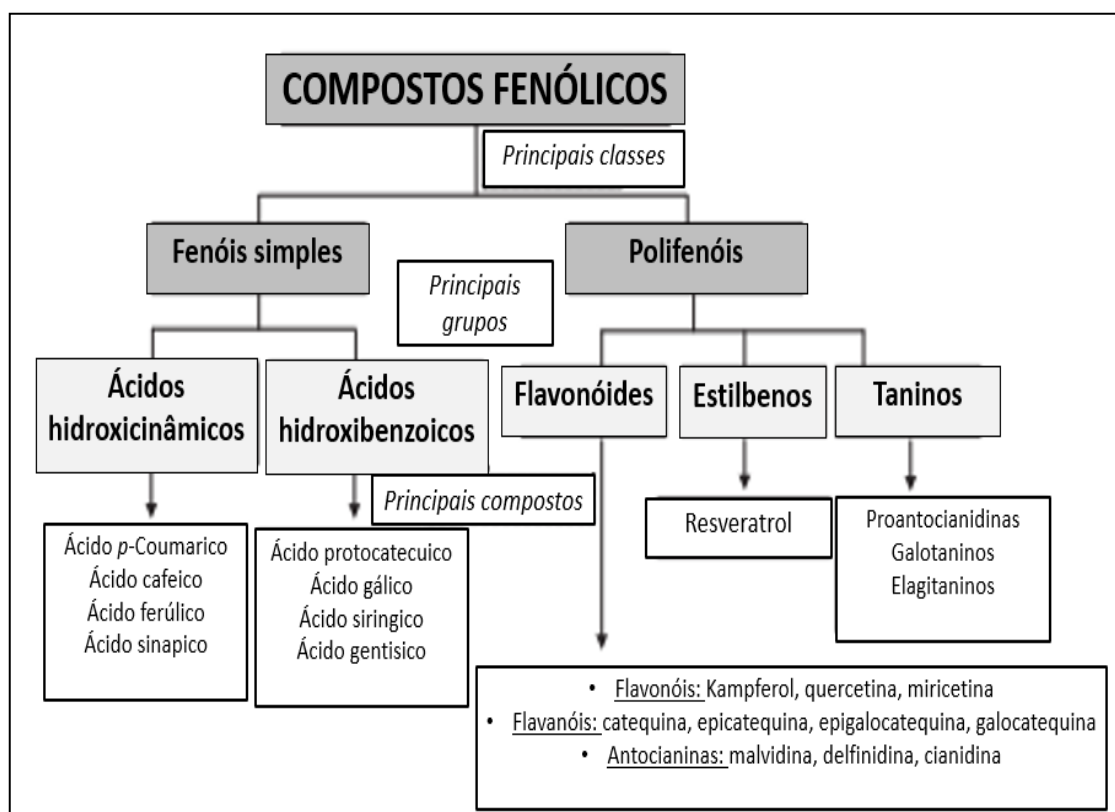 COMPOSTOS FENÓLICOS
Principais classes
Fenóis simples
Polifenóis
Principais
grupos
Ácidos
hidroxicinâmicos
Ácidos
hidroxibenzoicos
Flavonóides
Estilbenos
Taninos
Principais compostos
Ácido p-Coumarico
Ácido cafeico
Ácido ferúlico
Ácido sinapico
Ácido protocatecuico
Ácido gálico
Ácido siringico
Ácido gentisico
Resveratrol
Proantocianidinas
Galotaninos
Elagitaninos
• Flavonóis: Kampferol, quercetina, miricetina
• Flavanóis: catequina, epicatequina, epigalocatequina, galocatequina
• Antocianinas: malvidina, delfinidina, cianidina